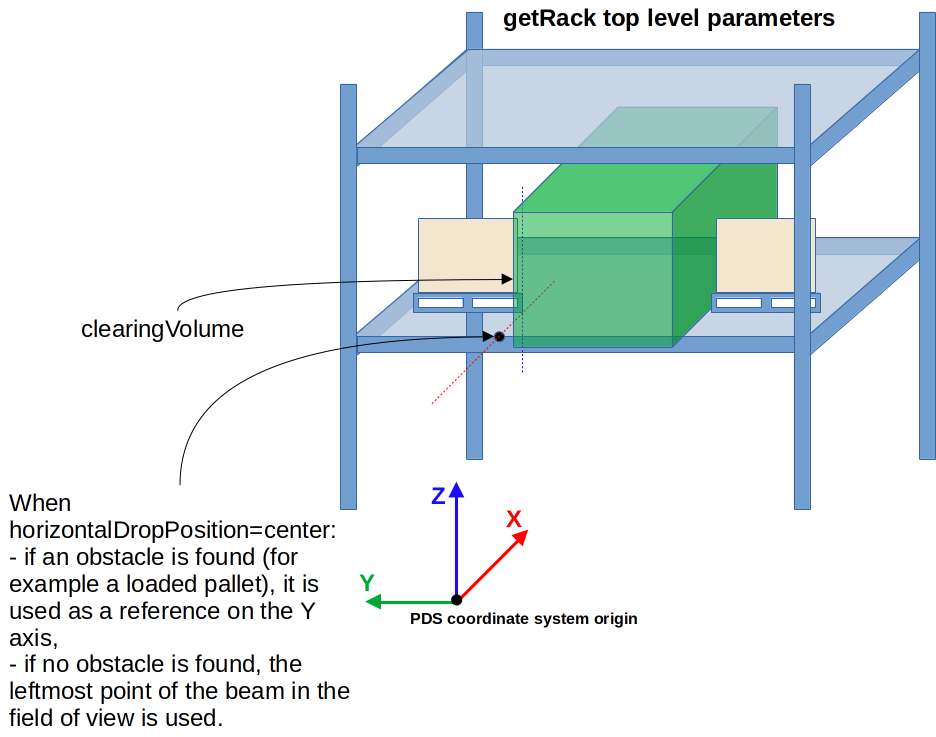 getRack top level parameters
clearingVolume
When
horizontalDropPosition=center:
- if an obstacle is found (for
example a loaded pallet), it is
used as a reference on the Y
axis,
- if no obstacle is found, the
leftmost point of the beam in the
field of view is used.
Z
X
Y
PDS coordinate system origin